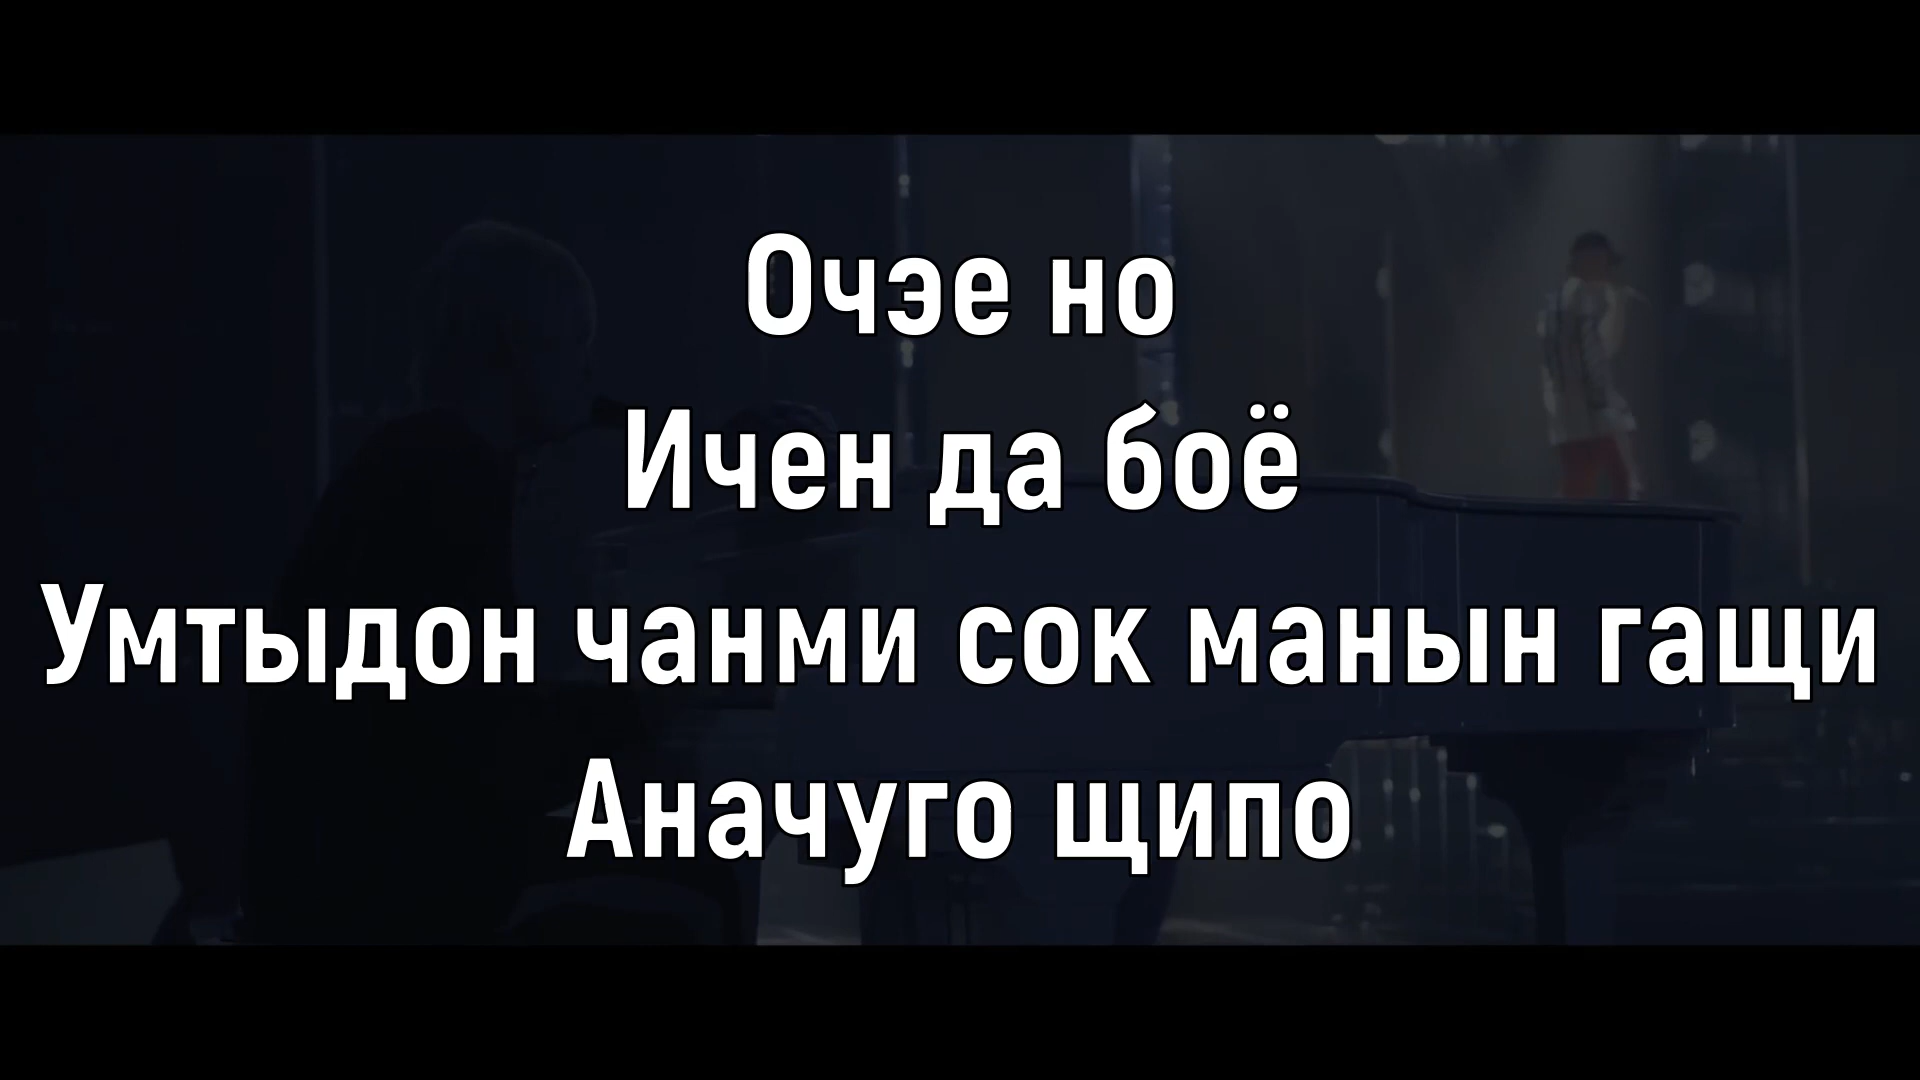 Очэе но
Ичен да боё
Умтыдон чанми сок манын гащи
Аначуго щипо